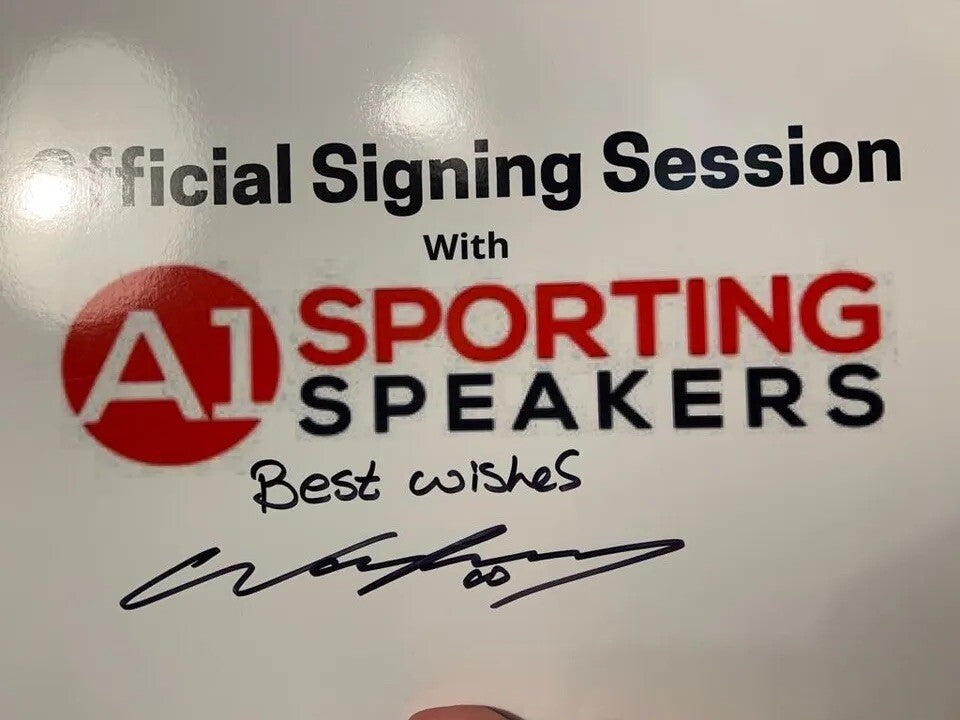 Official Signing Session
With
A1 SPORTING
SPEAKERS
Best wishes